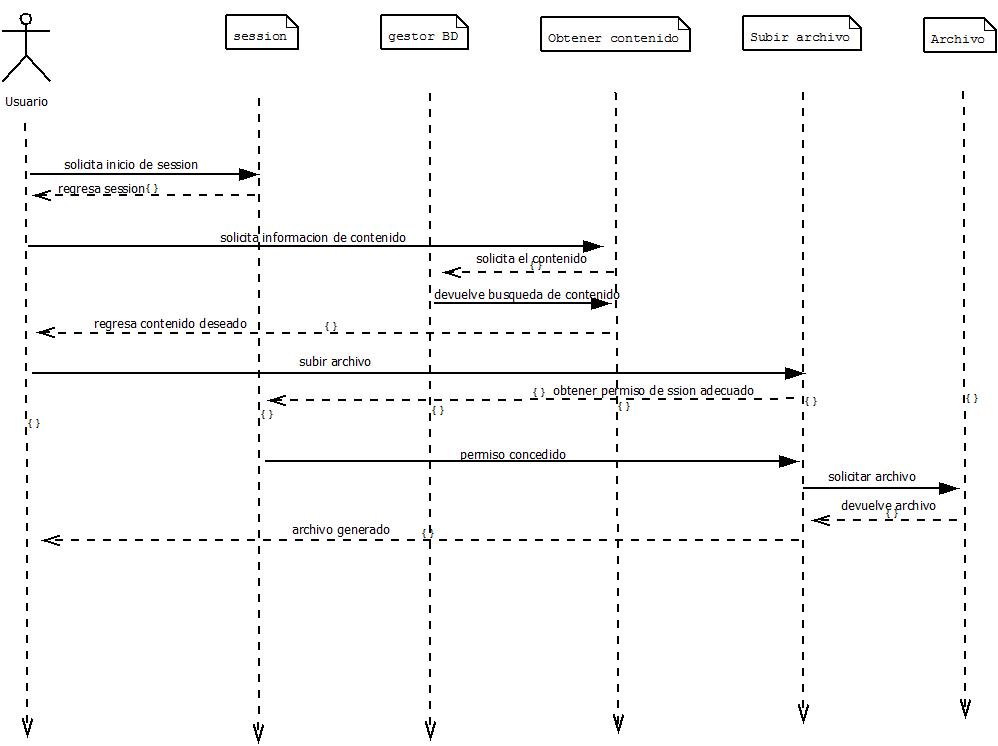 session
gestor BD
Obtener contenido
Subir archivo
Archivo
Usuario
solicita inicio de session
regresa session{}
solicita informacion de contenido
solicita el contenido
{}
devuelve busqueda de contenido
regresa contenido deseado
{}
subir archivo
{} obtener permiso de ssion adecuado
{}
{}
{}
{}
{}
{}
permiso concedido
solicitar archivo
devuelve archivo
{}
archivo generado
{}